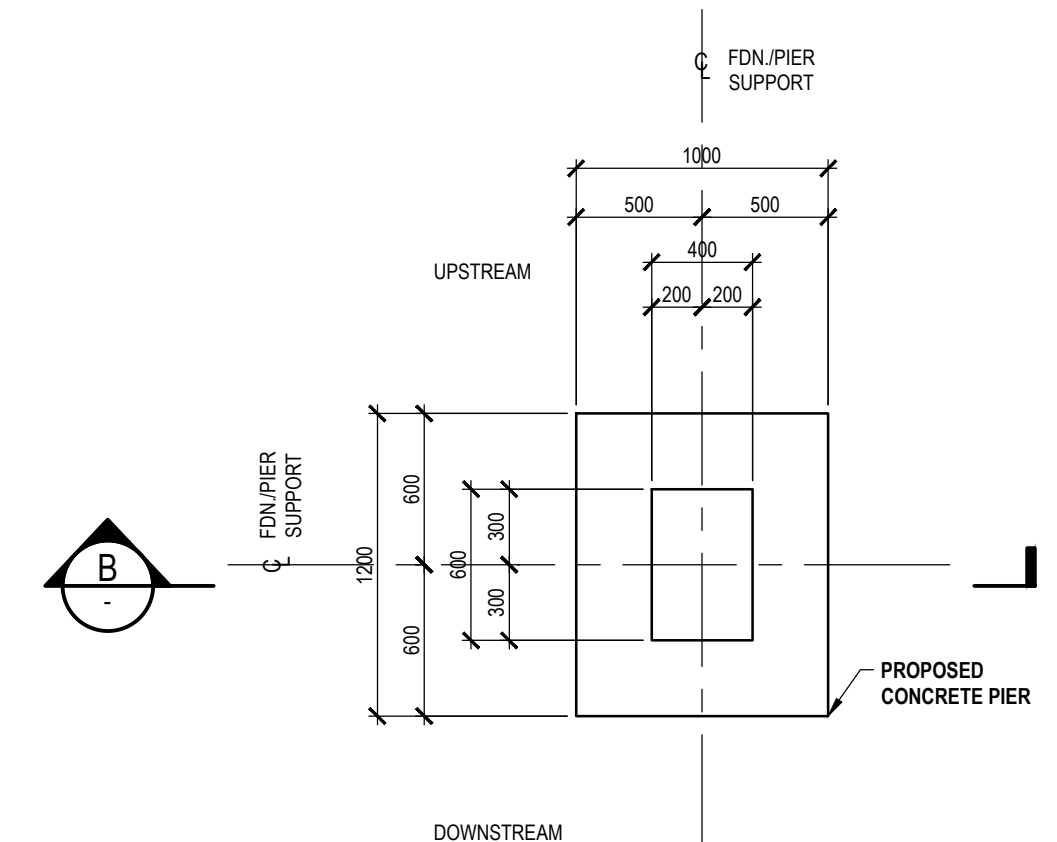 ℄ FDN./PIER
SUPPORT
1000
500 500
400
UPSTREAM
200 200
℄ FDN./PIER
SUPPORT
600
300
1200
600
B
-
300
600
PROPOSED
CONCRETE PIER
DOWNSTREAM